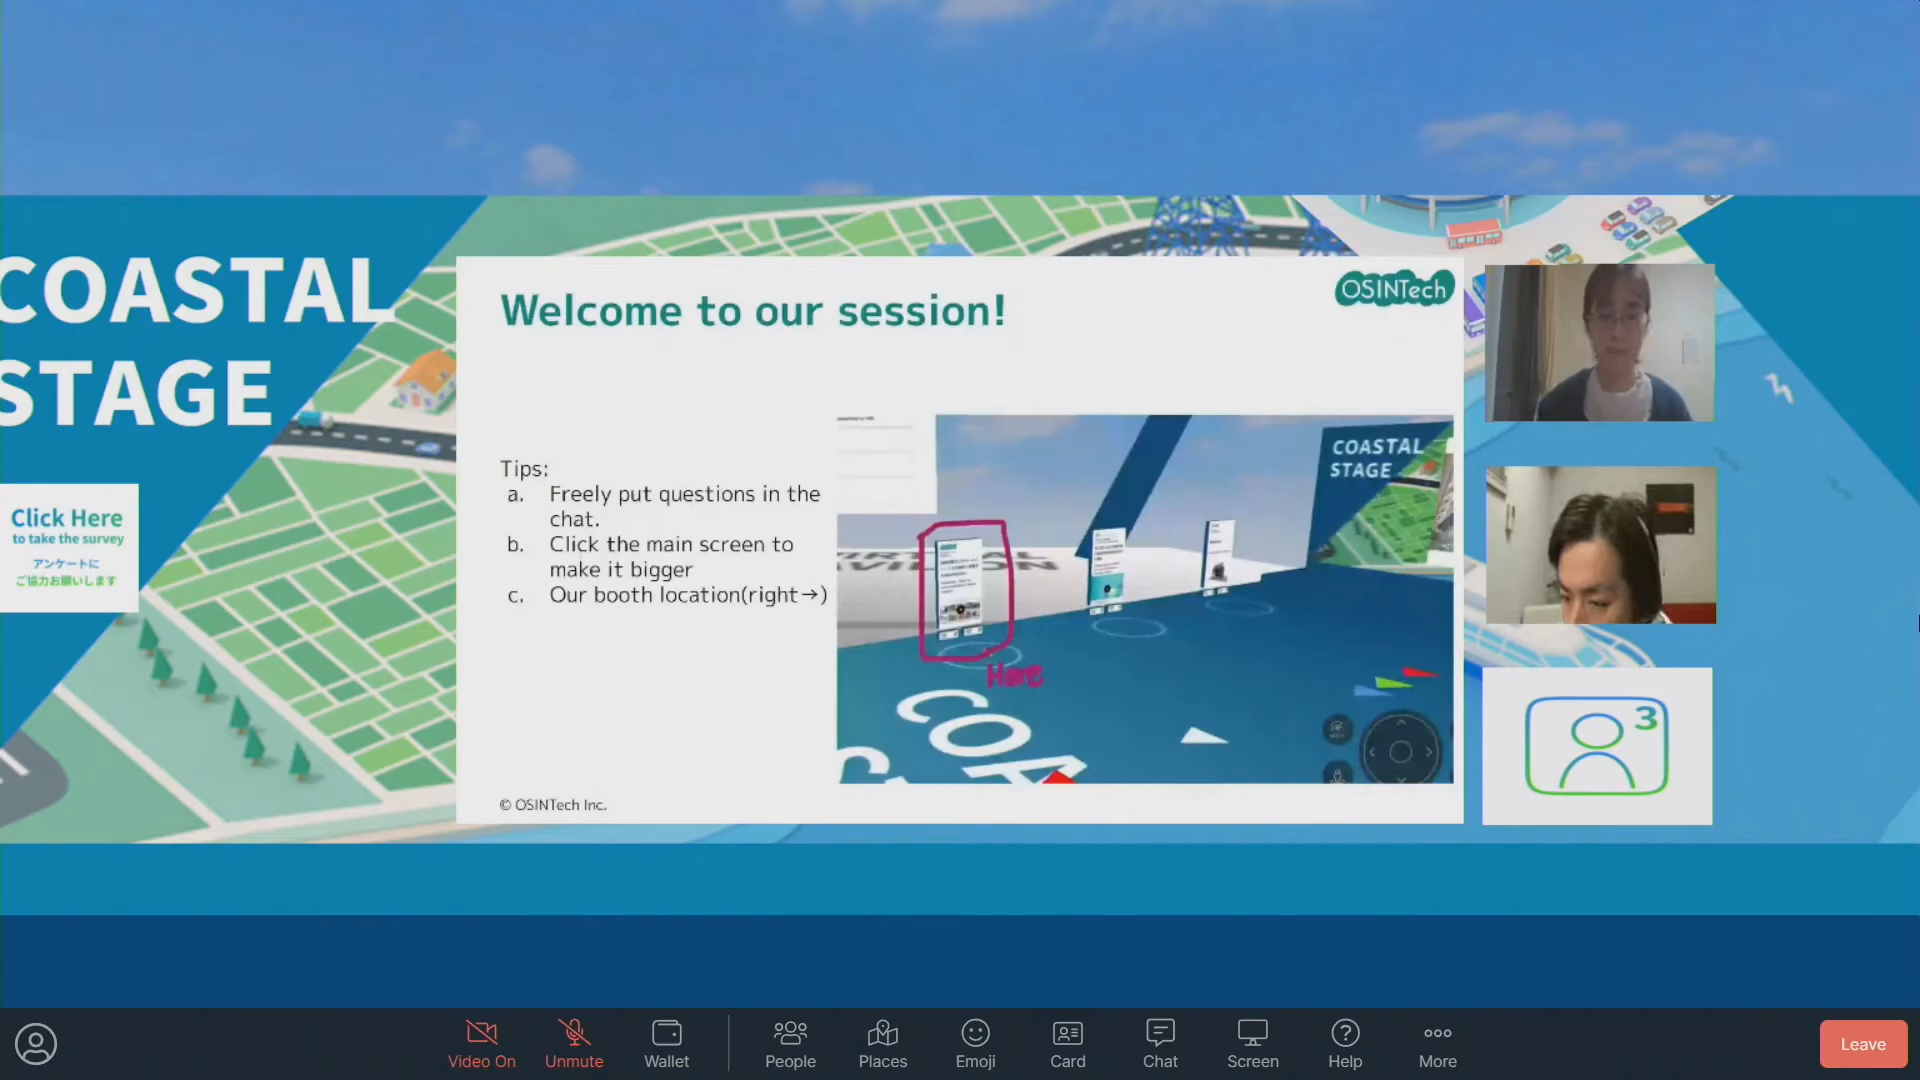 COASTAL
STAGE
Click Here
to take the survey
アンケートに
ご協力お願いします
Welcome to our session!
OSINTech
Tips:
a. Freely put questions in the
chat.
b. Click the main screen to
make it bigger
c. Our booth location(right→)
COASTAL
STAGE
Here
COA
© OSINTech Inc.
3
Video On
Unmute
Wallet
People
Places
Emoji
Card
Chat
Screen
Help
More
Leave